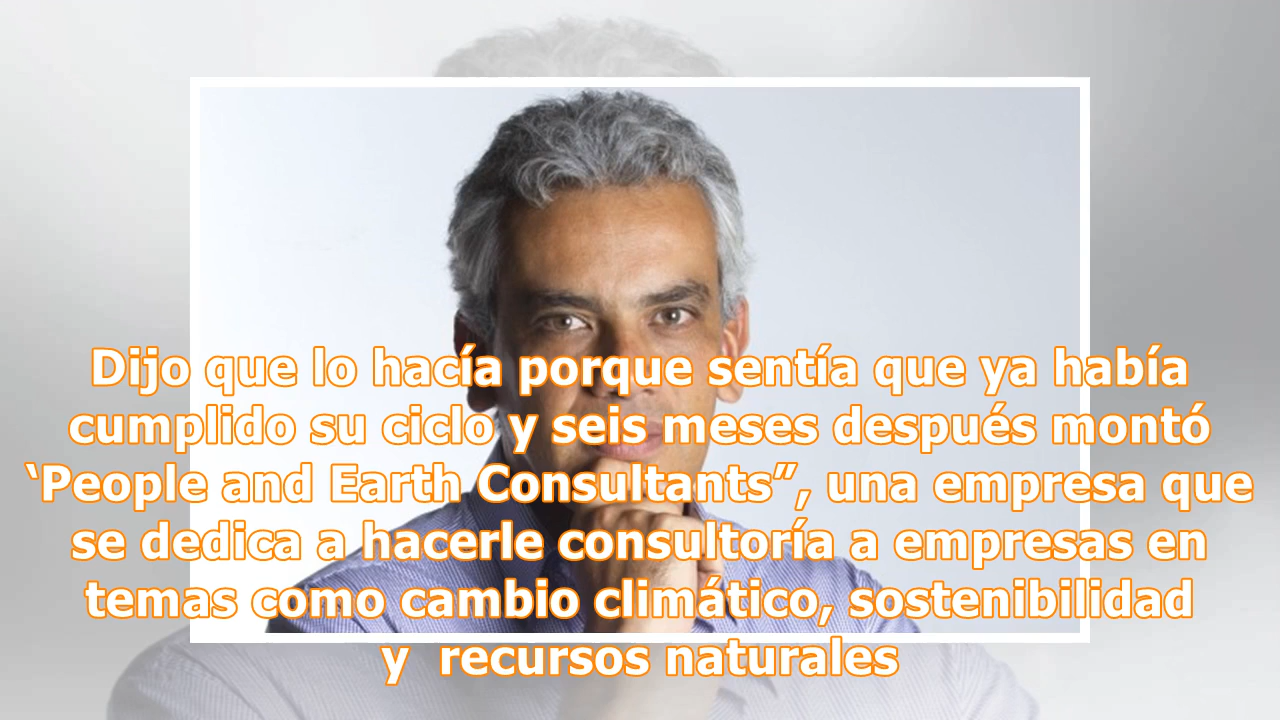 Dijo que lo hacía porque sentía que ya había
cumplido su ciclo y seis meses después montó
‘People and Earth Consultants”, una empresa que
se dedica a hacerle consultoría a empresas en
temas como cambio climático, sostenibilidad
y  recursos naturales